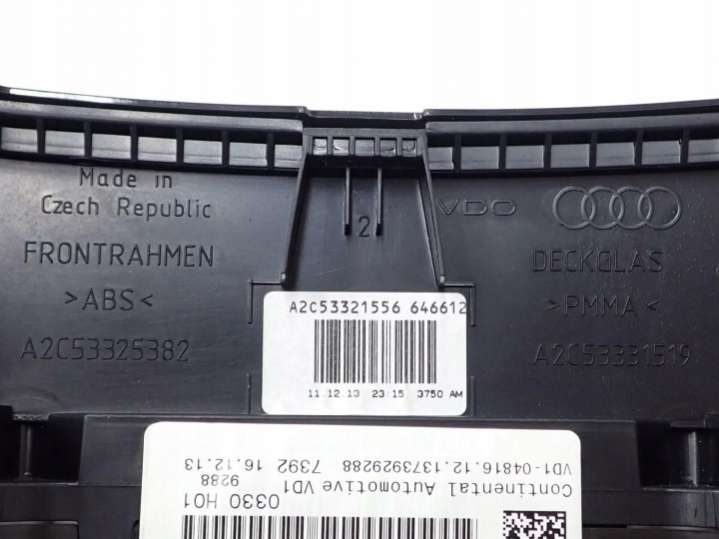 Made in
Czech Republic
FRONTRAHMEN
>ABS<
A2C53325382
2
VDO
DECKGLAS
>PMMA<
A2C53331519
A2C53321556 646612
11.12.13 23:15 3750 AM
0330 H01
9288
Continental Automotive VD1
7392 16.12.13
VD1-04816.12.1373929288